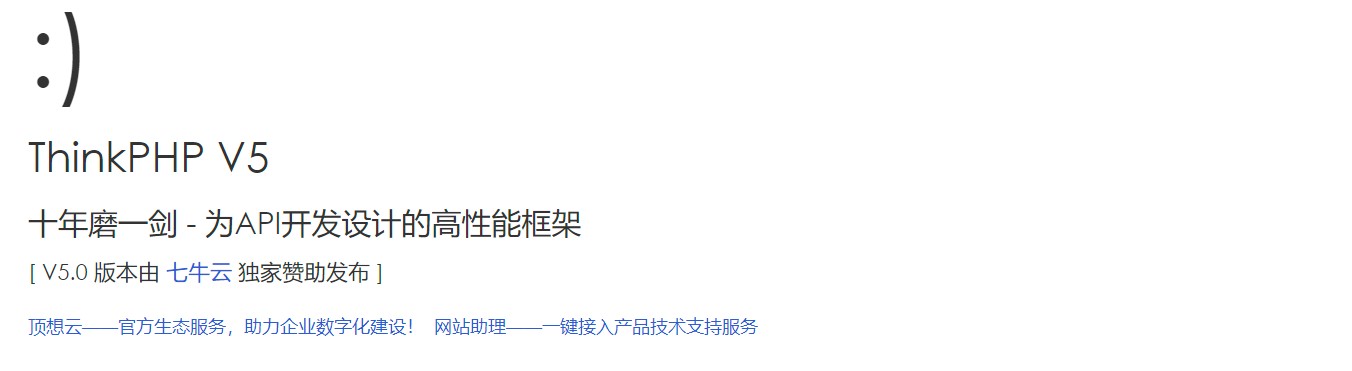 :)
ThinkPHP V5
十年磨一剑 - 为API开发设计的高性能框架
[ V5.0 版本由 七牛云 独家赞助发布 ]
顶想云——官方生态服务，助力企业数字化建设！ 网站助理——一键接入产品技术支持服务